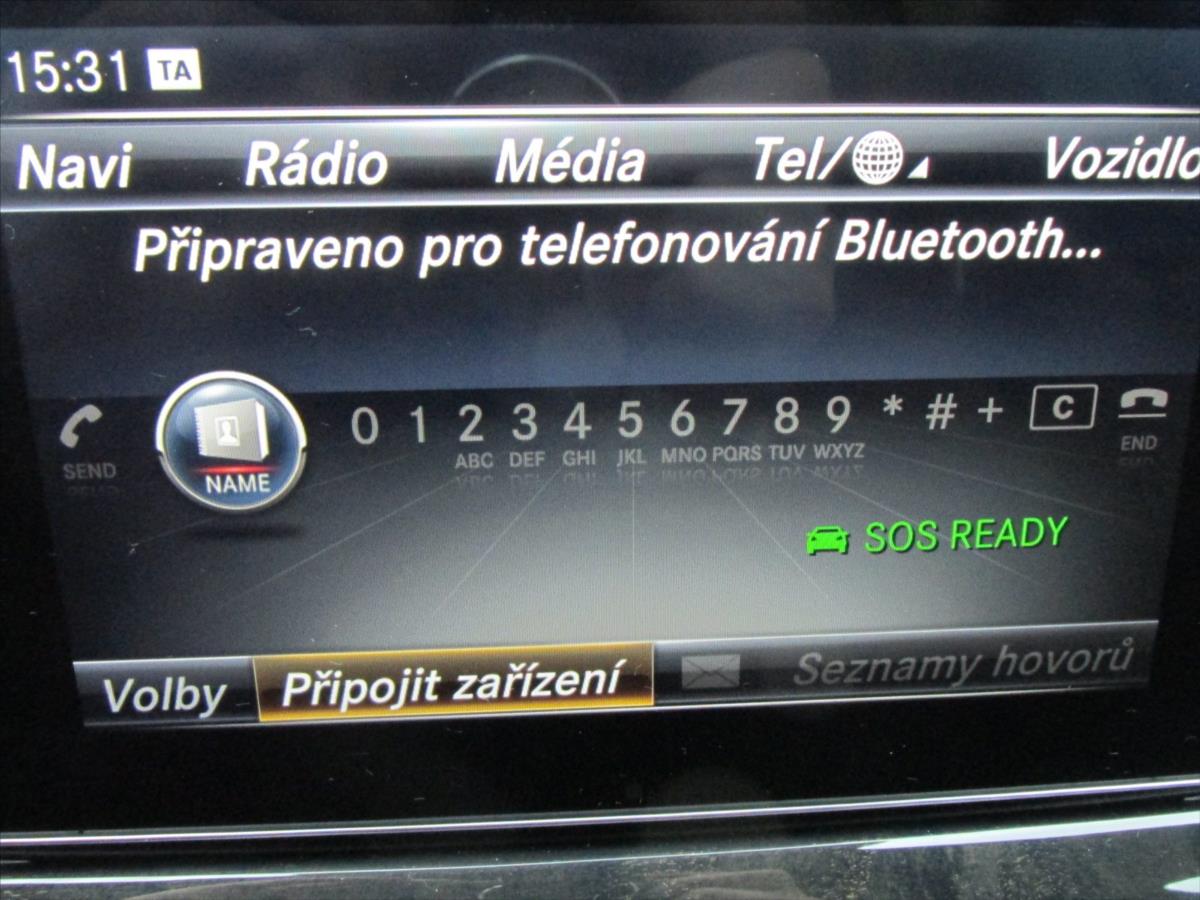 15:31 TA
Navi Rádio Média Tel/ Vozidlo
Připraveno pro telefonování Bluetooth...
SEND NAME 0 1 2 3 4 5 6 7 8 9 * # + C END
ABC DEF GHI JKL MNO PQRS TUV WXYZ
SOS READY
Volby Připojit zařízení Seznamy hovorů